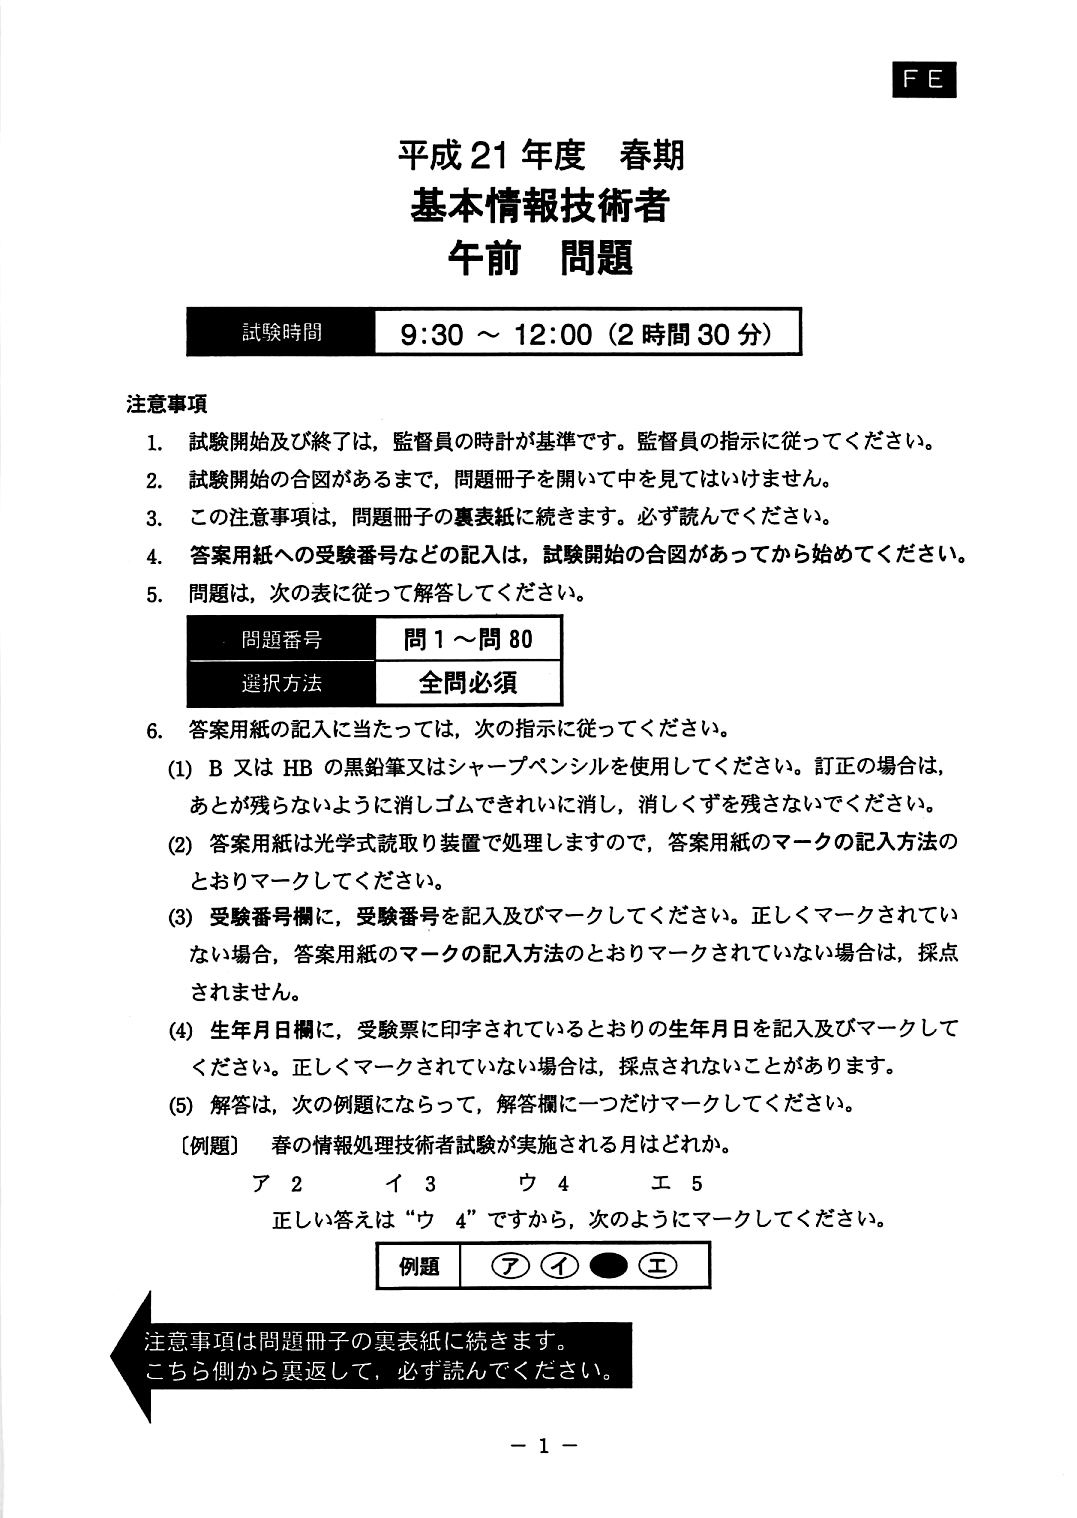 FE
平成 21 年度　春期
基本情報技術者
午前　問題
試験時間　9:30 ～ 12:00（2 時間 30 分）
注意事項
1.　試験開始及び終了は，監督員の時計が基準です。監督員の指示に従ってください。
2.　試験開始の合図があるまで，問題冊子を開いて中を見てはいけません。
3.　この注意事項は，問題冊子の裏表紙に続きます。必ず読んでください。
4.　答案用紙への受験番号などの記入は，試験開始の合図があってから始めてください。
5.　問題は，次の表に従って解答してください。
問題番号　問 1 ～問 80
選択方法　全問必須
6.　答案用紙の記入に当たっては，次の指示に従ってください。
(1)　B 又は HB の黒鉛筆又はシャープペンシルを使用してください。訂正の場合は，
あとが残らないように消しゴムできれいに消し，消しくずを残さないでください。
(2)　答案用紙は光学式読取り装置で処理しますので，答案用紙のマークの記入方法の
とおりマークしてください。
(3)　受験番号欄に，受験番号を記入及びマークしてください。正しくマークされてい
ない場合，答案用紙のマークの記入方法のとおりマークされていない場合は，採点
されません。
(4)　生年月日欄に，受験票に印字されているとおりの生年月日を記入及びマークして
ください。正しくマークされていない場合は，採点されないことがあります。
(5)　解答は，次の例題にならって，解答欄に一つだけマークしてください。
〔例題〕　春の情報処理技術者試験が実施される月はどれか。
ア　2　　イ　3　　ウ　4　　エ　5
正しい答えは“ウ　4”ですから，次のようにマークしてください。
例題　ア　イ　●　エ
注意事項は問題冊子の裏表紙に続きます。
こちら側から裏返して，必ず読んでください。
－ 1 －